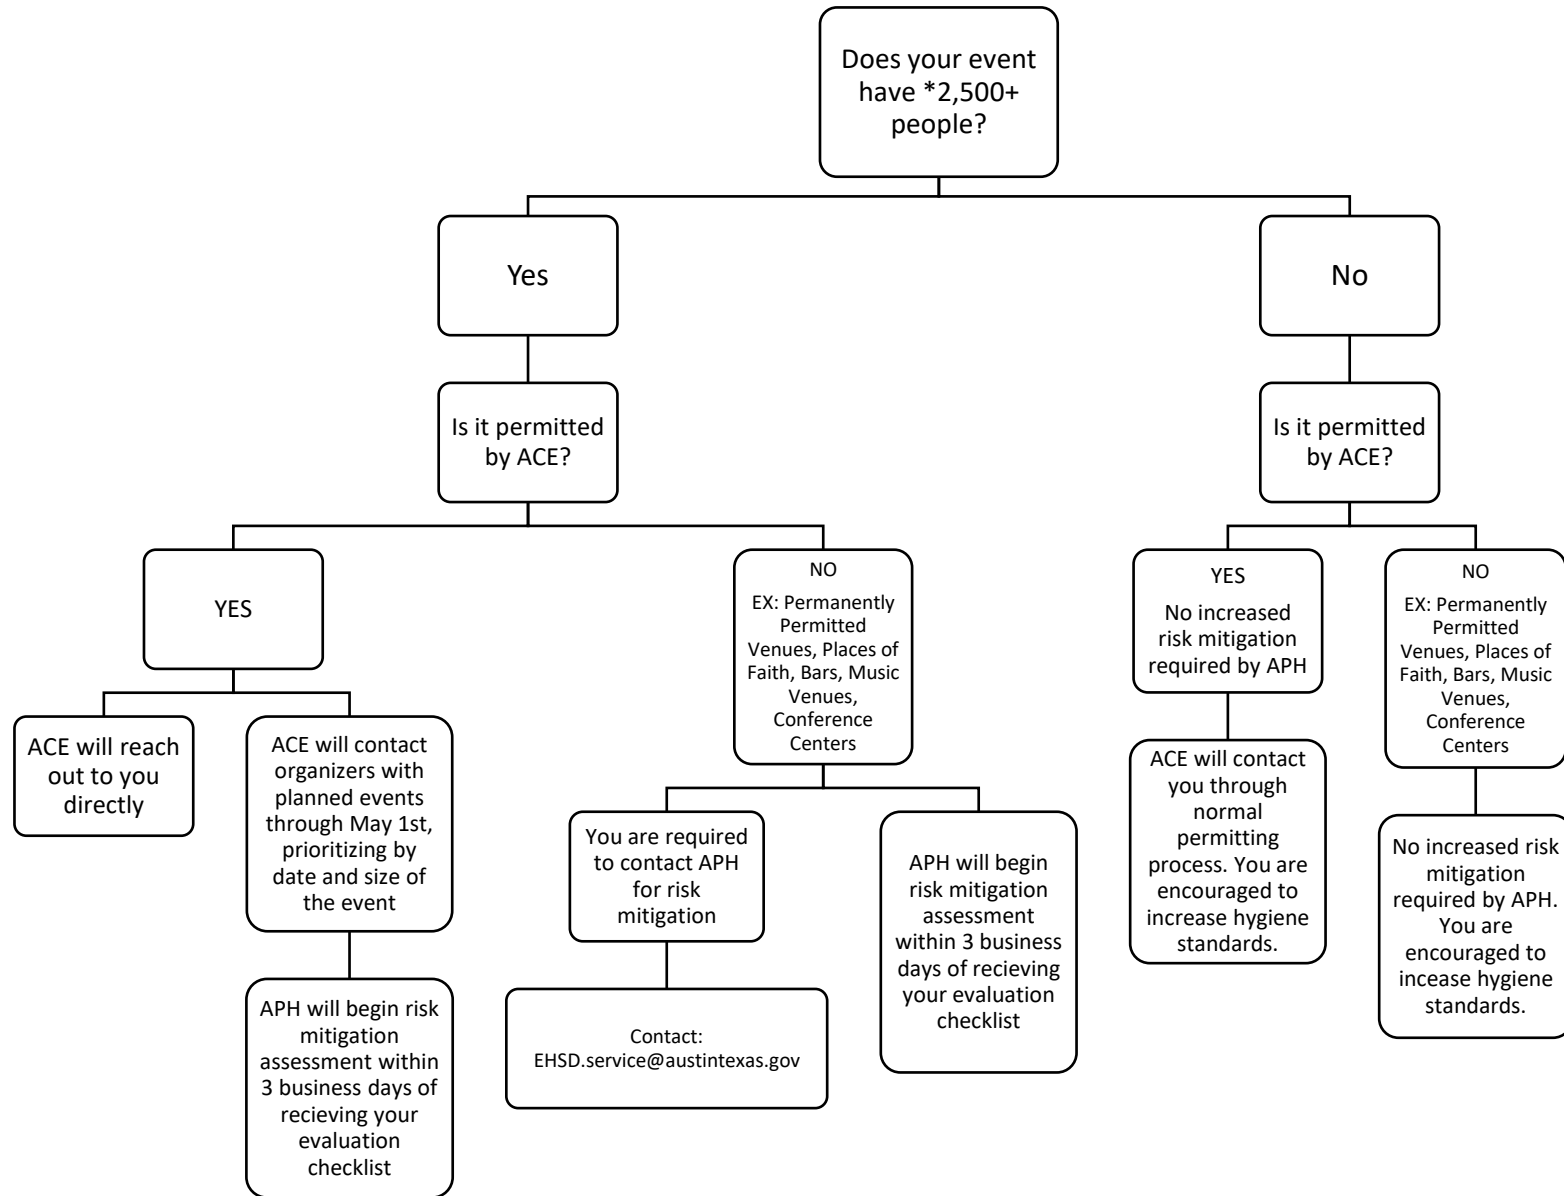 Does your event
have *2,500+
people?
Yes
No
Is it permitted
by ACE?
Is it permitted
by ACE?
YES
NO
EX: Permanently
Permitted
Venues, Places of
Faith, Bars, Music
Venues,
Conference
Centers
YES
No increased
risk mitigation
required by APH
NO
EX: Permanently
Permitted
Venues, Places of
Faith, Bars, Music
Venues,
Conference
Centers
ACE will reach
out to you
directly
ACE will contact
organizers with
planned events
through May 1st,
prioritizing by
date and size of
the event
You are required
to contact APH
for risk
mitigation
APH will begin
risk mitigation
assessment
within 3 business
days of recieving
your evaluation
checklist
ACE will contact
you through
normal
permitting
process. You are
encouraged to
increase hygiene
standards.
No increased risk
mitigation
required by APH.
You are
encouraged to
incease hygiene
standards.
APH will begin risk
mitigation
assessment within
3 business days of
recieving your
evaluation
checklist
Contact:
EHSD.service@austintexas.gov